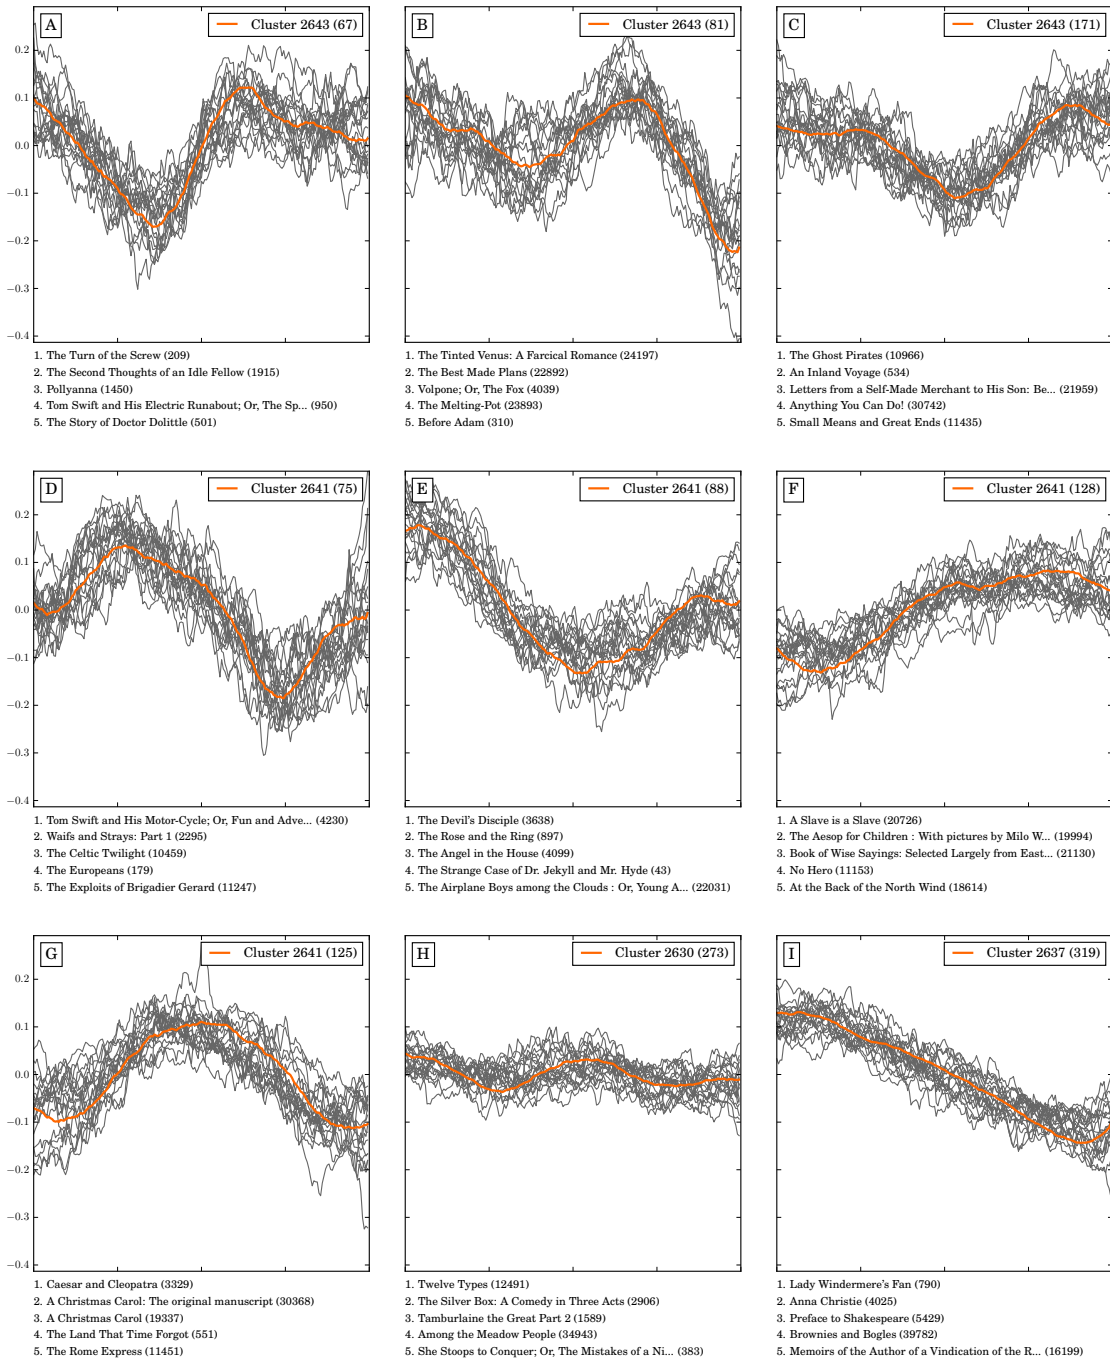 A
Cluster 2643 (67)
B
Cluster 2643 (81)
C
Cluster 2643 (171)
0.2
0.1
0.0
−0.1
−0.2
−0.3
−0.4
1. The Turn of the Screw (209)
2. The Second Thoughts of an Idle Fellow (1915)
3. Pollyanna (1450)
4. Tom Swift and His Electric Runabout; Or, The Sp... (950)
5. The Story of Doctor Dolittle (501)
1. The Tinted Venus: A Farcical Romance (24197)
2. The Best Made Plans (22892)
3. Volpone; Or, The Fox (4039)
4. The Melting-Pot (23893)
5. Before Adam (310)
1. The Ghost Pirates (10966)
2. An Inland Voyage (534)
3. Letters from a Self-Made Merchant to His Son: Be... (21959)
4. Anything You Can Do! (30742)
5. Small Means and Great Ends (11435)
D
Cluster 2641 (75)
E
Cluster 2641 (88)
F
Cluster 2641 (128)
0.2
0.1
0.0
−0.1
−0.2
−0.3
−0.4
1. Tom Swift and His Motor-Cycle; Or, Fun and Adve... (4230)
2. Waifs and Strays: Part 1 (2295)
3. The Celtic Twilight (10459)
4. The Europeans (179)
5. The Exploits of Brigadier Gerard (11247)
1. The Devil's Disciple (3638)
2. The Rose and the Ring (897)
3. The Angel in the House (4099)
4. The Strange Case of Dr. Jekyll and Mr. Hyde (43)
5. The Airplane Boys among the Clouds : Or, Young A... (22031)
1. A Slave is a Slave (20726)
2. The Aesop for Children : With pictures by Milo W... (19994)
3. Book of Wise Sayings: Selected Largely from East... (21130)
4. No Hero (11153)
5. At the Back of the North Wind (18614)
G
Cluster 2641 (125)
H
Cluster 2630 (273)
I
Cluster 2637 (319)
0.2
0.1
0.0
−0.1
−0.2
−0.3
−0.4
1. Caesar and Cleopatra (3329)
2. A Christmas Carol: The original manuscript (30368)
3. A Christmas Carol (19337)
4. The Land That Time Forgot (551)
5. The Rome Express (11451)
1. Twelve Types (12491)
2. The Silver Box: A Comedy in Three Acts (2906)
3. Tamburlaine the Great Part 2 (1589)
4. Among the Meadow People (34943)
5. She Stoops to Conquer; Or, The Mistakes of a Ni... (383)
1. Lady Windermere's Fan (790)
2. Anna Christie (4025)
3. Preface to Shakespeare (5429)
4. Brownies and Bogles (39782)
5. Memoirs of the Author of a Vindication of the R... (16199)